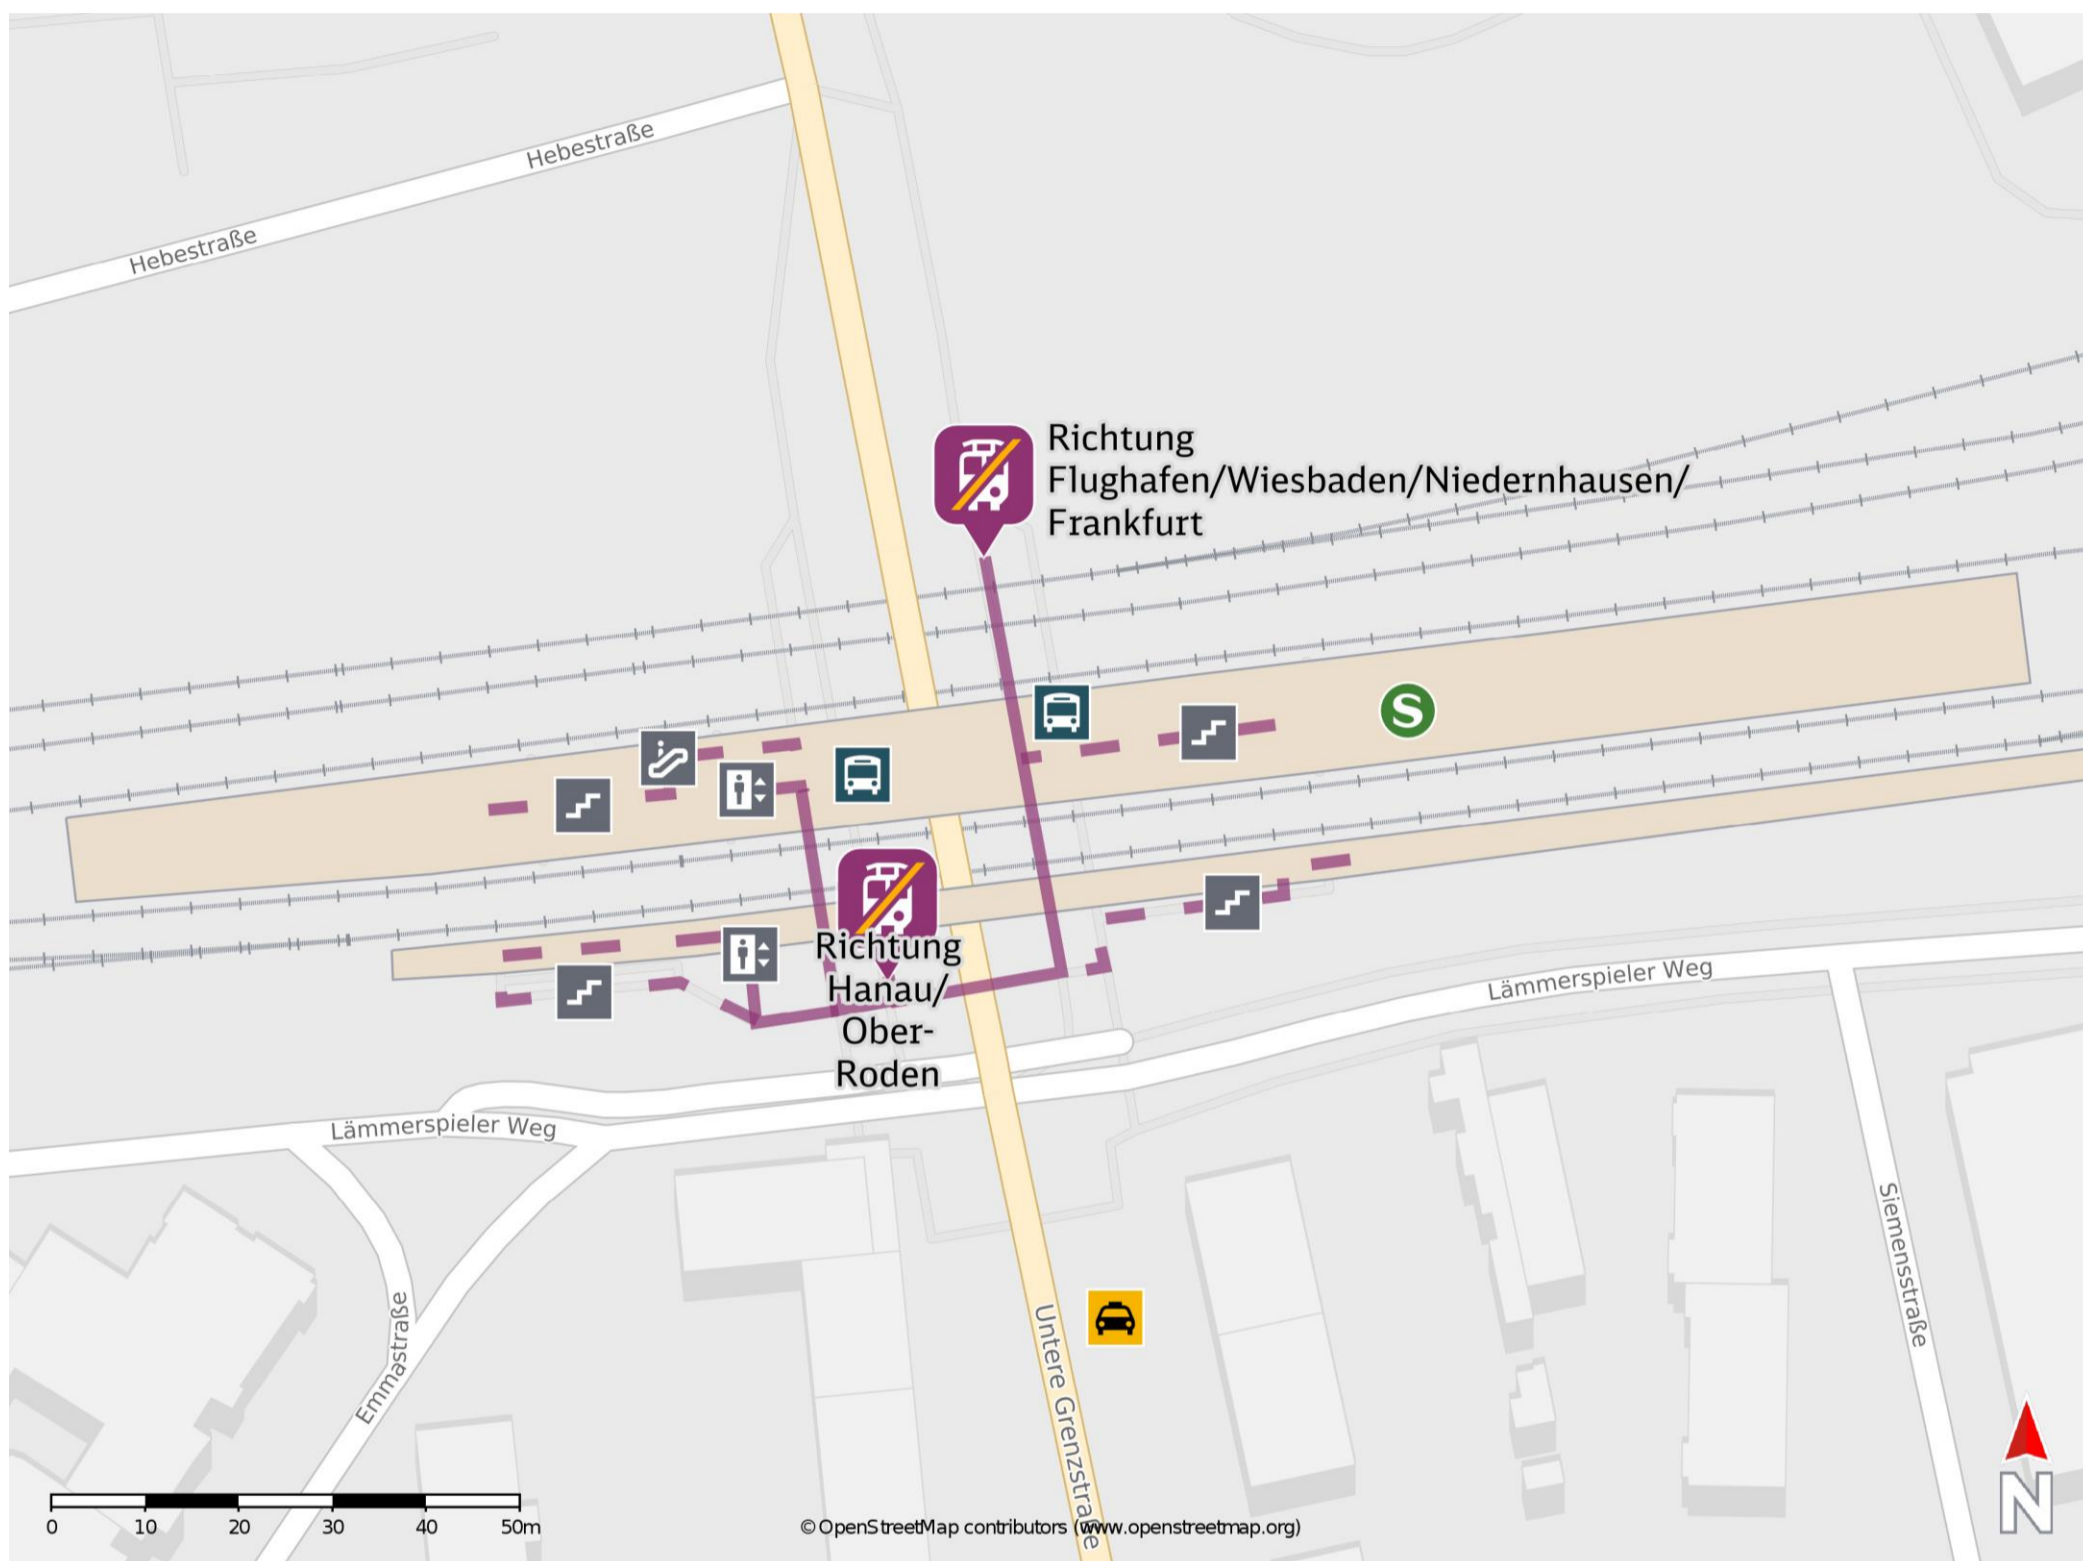 Hebestraße
Hebestraße
Richtung
Flughafen/Wiesbaden/Niedernhausen/
Frankfurt
S
Richtung
Hanau/
Ober-
Roden
Lämmerspieler Weg
Lämmerspieler Weg
Siemensstraße
Emmastraße
Untere Grenzstraße
N
0 10 20 30 40 50m
© OpenStreetMap contributors (www.openstreetmap.org)